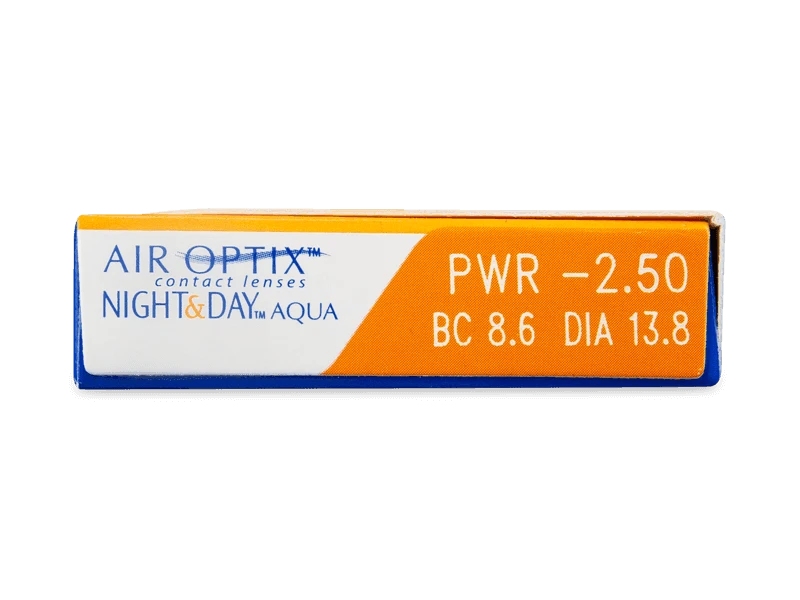 AIR OPTIX™
contact lenses
NIGHT&DAY™ AQUA
PWR -2.50
BC 8.6 DIA 13.8